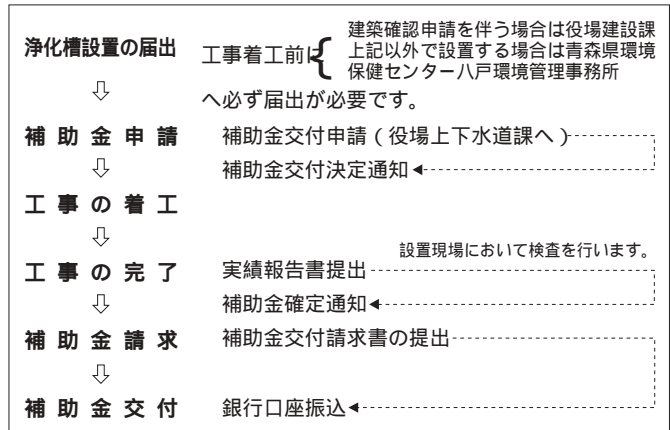 浄化槽設置の届出
工事着工前に
建築確認申請を伴う場合は役場建設課
上記以外で設置する場合は青森県環境
保健センター八戸環境管理事務所
へ必ず届出が必要です。
補助金申請
補助金交付申請(役場上下水道課へ)
補助金交付決定通知
工事の着工
設置現場において検査を行います。
工事の完了
実績報告書提出
補助金確定通知
補助金請求
補助金交付請求書の提出
補助金交付
銀行口座振込